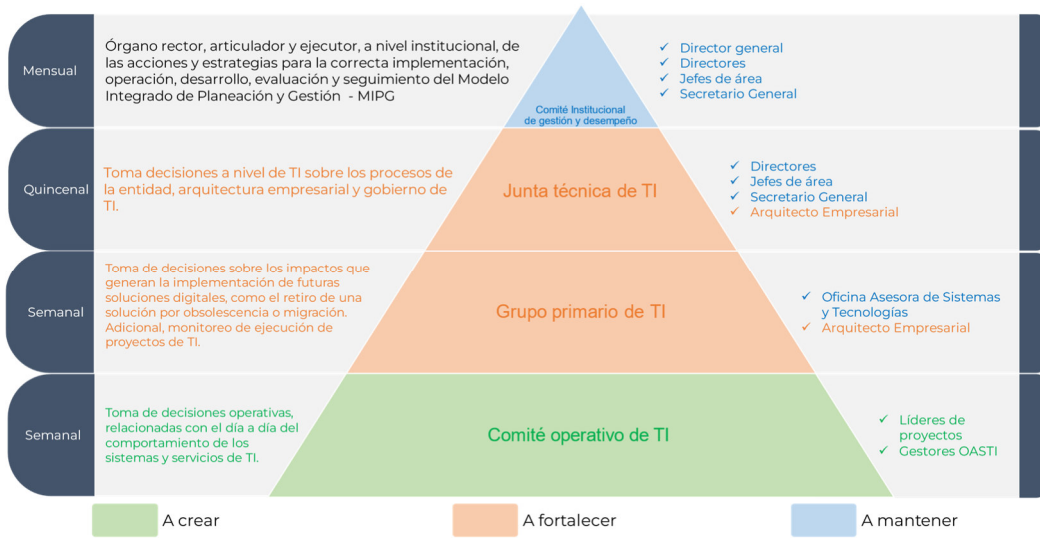 Mensual
Órgano rector, articulador y ejecutor, a nivel institucional, de
las acciones y estrategias para la correcta implementación,
operación, desarrollo, evaluación y seguimiento del Modelo
Integrado de Planeación y Gestión - MIPG
Comité Institucional
de gestión y desempeño
✓ Director general
✓ Directores
✓ Jefes de área
✓ Secretario General
Quincenal
Toma decisiones a nivel de TI sobre los procesos de
la entidad, arquitectura empresarial y gobierno de
TI.
Junta técnica de TI
✓ Directores
✓ Jefes de área
✓ Secretario General
✓ Arquitecto Empresarial
Semanal
Toma de decisiones sobre los impactos que
generan la implementación de futuras
soluciones digitales, como el retiro de una
solución por obsolescencia o migración.
Adicional, monitoreo de ejecución de
proyectos de TI.
Grupo primario de TI
✓ Oficina Asesora de Sistemas
y Tecnologías
✓ Arquitecto Empresarial
Semanal
Toma de decisiones operativas,
relacionadas con el día a día del
comportamiento de los
sistemas y servicios de TI.
Comité operativo de TI
✓ Líderes de
proyectos
✓ Gestores OASTI
A crear
A fortalecer
A mantener